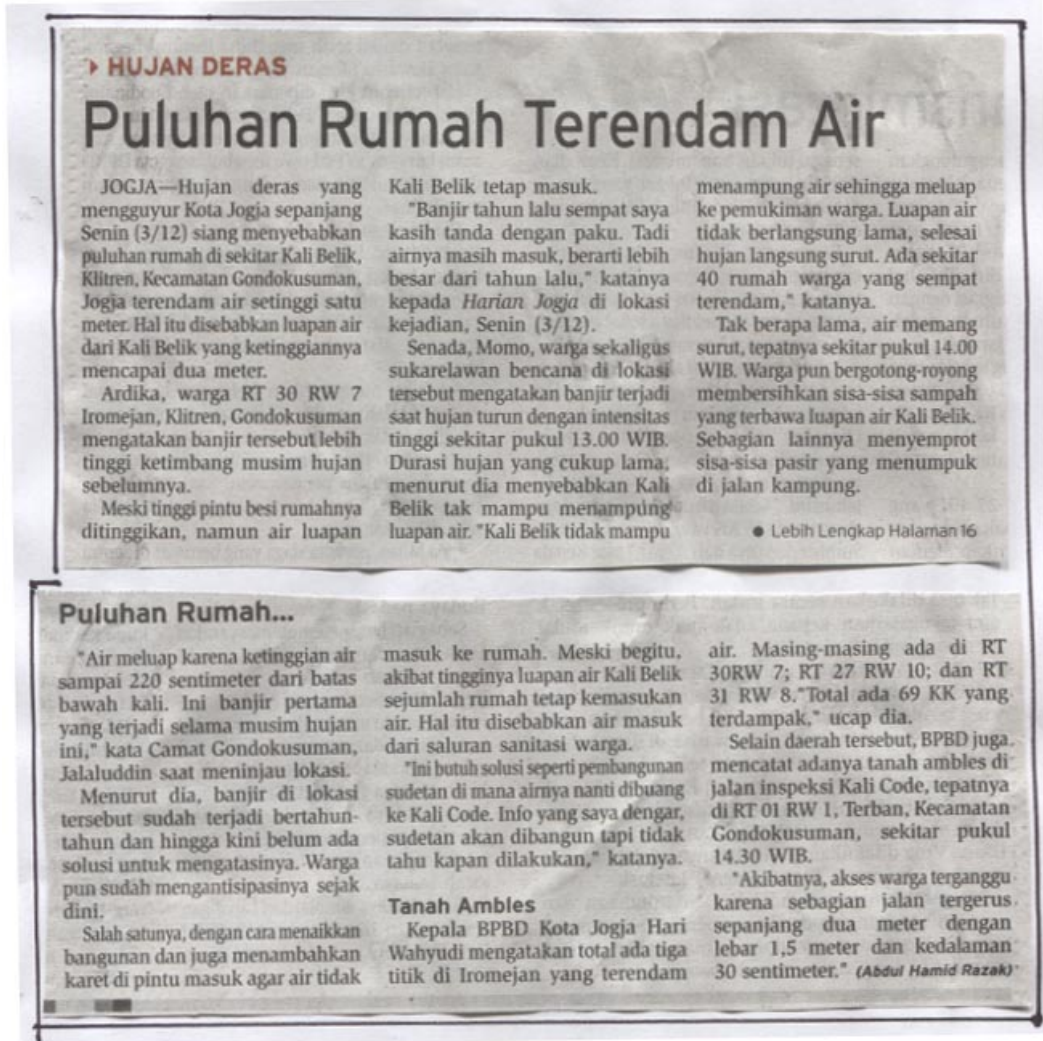 HUJAN DERAS
Puluhan Rumah Terendam Air
JOGJA—Hujan deras yang
mengguyur Kota Jogja sepanjang
Senin (3/12) siang menyebabkan
puluhan rumah di sekitar Kali Belik,
Klitren, Kecamatan Gondokusuman,
Jogja terendam air setinggi satu
meter. Hal itu disebabkan luapan air
dari Kali Belik yang ketinggiannya
mencapai dua meter.
Ardika, warga RT 30 RW 7
Iromejan, Klitren, Gondokusuman
mengatakan banjir tersebut lebih
tinggi ketimbang musim hujan
sebelumnya.
Meski tinggi pintu besi rumahnya
ditinggikan, namun air luapan
Kali Belik tetap masuk.
"Banjir tahun lalu sempat saya
kasih tanda dengan paku. Tadi
airnya masih masuk, berarti lebih
besar dari tahun lalu," katanya
kepada Harian Jogja di lokasi
kejadian, Senin (3/12).
Senada, Momo, warga sekaligus
sukarelawan bencana di lokasi
tersebut mengatakan banjir terjadi
saat hujan turun dengan intensitas
tinggi sekitar pukul 13.00 WIB.
Durasi hujan yang cukup lama,
menurut dia menyebabkan Kali
Belik tak mampu menampung
luapan air. "Kali Belik tidak mampu
menampung air sehingga meluap
ke pemukiman warga. Luapan air
tidak berlangsung lama, selesai
hujan langsung surut. Ada sekitar
40 rumah warga yang sempat
terendam," katanya.
Tak berapa lama, air memang
surut, tepatnya sekitar pukul 14.00
WIB. Warga pun bergotong-royong
membersihkan sisa-sisa sampah
yang terbawa luapan air Kali Belik.
Sebagian lainnya menyemprot
sisa-sisa pasir yang menumpuk
di jalan kampung.
● Lebih Lengkap Halaman 16
Puluhan Rumah...
"Air meluap karena ketinggian air
sampai 220 sentimeter dari batas
bawah kali. Ini banjir pertama
yang terjadi selama musim hujan
ini," kata Camat Gondokusuman,
Jalaluddin saat meninjau lokasi.
Menurut dia, banjir di lokasi
tersebut sudah terjadi bertahun-
tahun dan hingga kini belum ada
solusi untuk mengatasinya. Warga
pun sudah mengantisipasinya sejak
dini.
Salah satunya, dengan cara menaikkan
bangunan dan juga menambahkan
karet di pintu masuk agar air tidak
masuk ke rumah. Meski begitu,
akibat tingginya luapan air Kali Belik
sejumlah rumah tetap kemasukan
air. Hal itu disebabkan air masuk
dari saluran sanitasi warga.
"Ini butuh solusi seperti pembangunan
sudetan di mana airnya nanti dibuang
ke Kali Code. Info yang saya dengar,
sudetan akan dibangun tapi tidak
tahu kapan dilakukan," katanya.
Tanah Ambles
Kepala BPBD Kota Jogja Hari
Wahyudi mengatakan total ada tiga
titik di Iromejan yang terendam
air. Masing-masing ada di RT
30RW 7; RT 27 RW 10; dan RT
31 RW 8."Total ada 69 KK yang
terdampak," ucap dia.
Selain daerah tersebut, BPBD juga
mencatat adanya tanah ambles di
jalan inspeksi Kali Code, tepatnya
di RT 01 RW 1, Terban, Kecamatan
Gondokusuman, sekitar pukul
14.30 WIB.
"Akibatnya, akses warga terganggu
karena sebagian jalan tergerus
sepanjang dua meter dengan
lebar 1,5 meter dan kedalaman
30 sentimeter." (Abdul Hamid Razak)